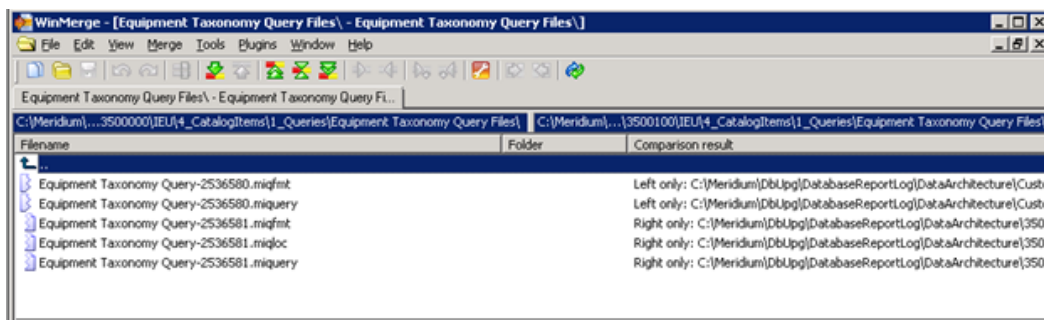 WinMerge - [Equipment Taxonomy Query Files\ - Equipment Taxonomy Query Files\]
File Edit View Merge Tools Plugins Window Help
Equipment Taxonomy Query Files\ - Equipment Taxonomy Query Fi...
C:\Meridium\...3500000\IEU\4_CatalogItems\1_Queries\Equipment Taxonomy Query Files\ C:\Meridium\...\3500100\IEU\4_CatalogItems\1_Queries\Equipment Taxonomy Query Files\
Filename Folder Comparison result
..
Equipment Taxonomy Query-2536580.miqfmt Left only: C:\Meridium\DbUpg\DatabaseReportLog\DataArchitecture\Custo
Equipment Taxonomy Query-2536580.miquery Left only: C:\Meridium\DbUpg\DatabaseReportLog\DataArchitecture\Custo
Equipment Taxonomy Query-2536581.miqfmt Right only: C:\Meridium\DbUpg\DatabaseReportLog\DataArchitecture\350
Equipment Taxonomy Query-2536581.miqloc Right only: C:\Meridium\DbUpg\DatabaseReportLog\DataArchitecture\350
Equipment Taxonomy Query-2536581.miquery Right only: C:\Meridium\DbUpg\DatabaseReportLog\DataArchitecture\350